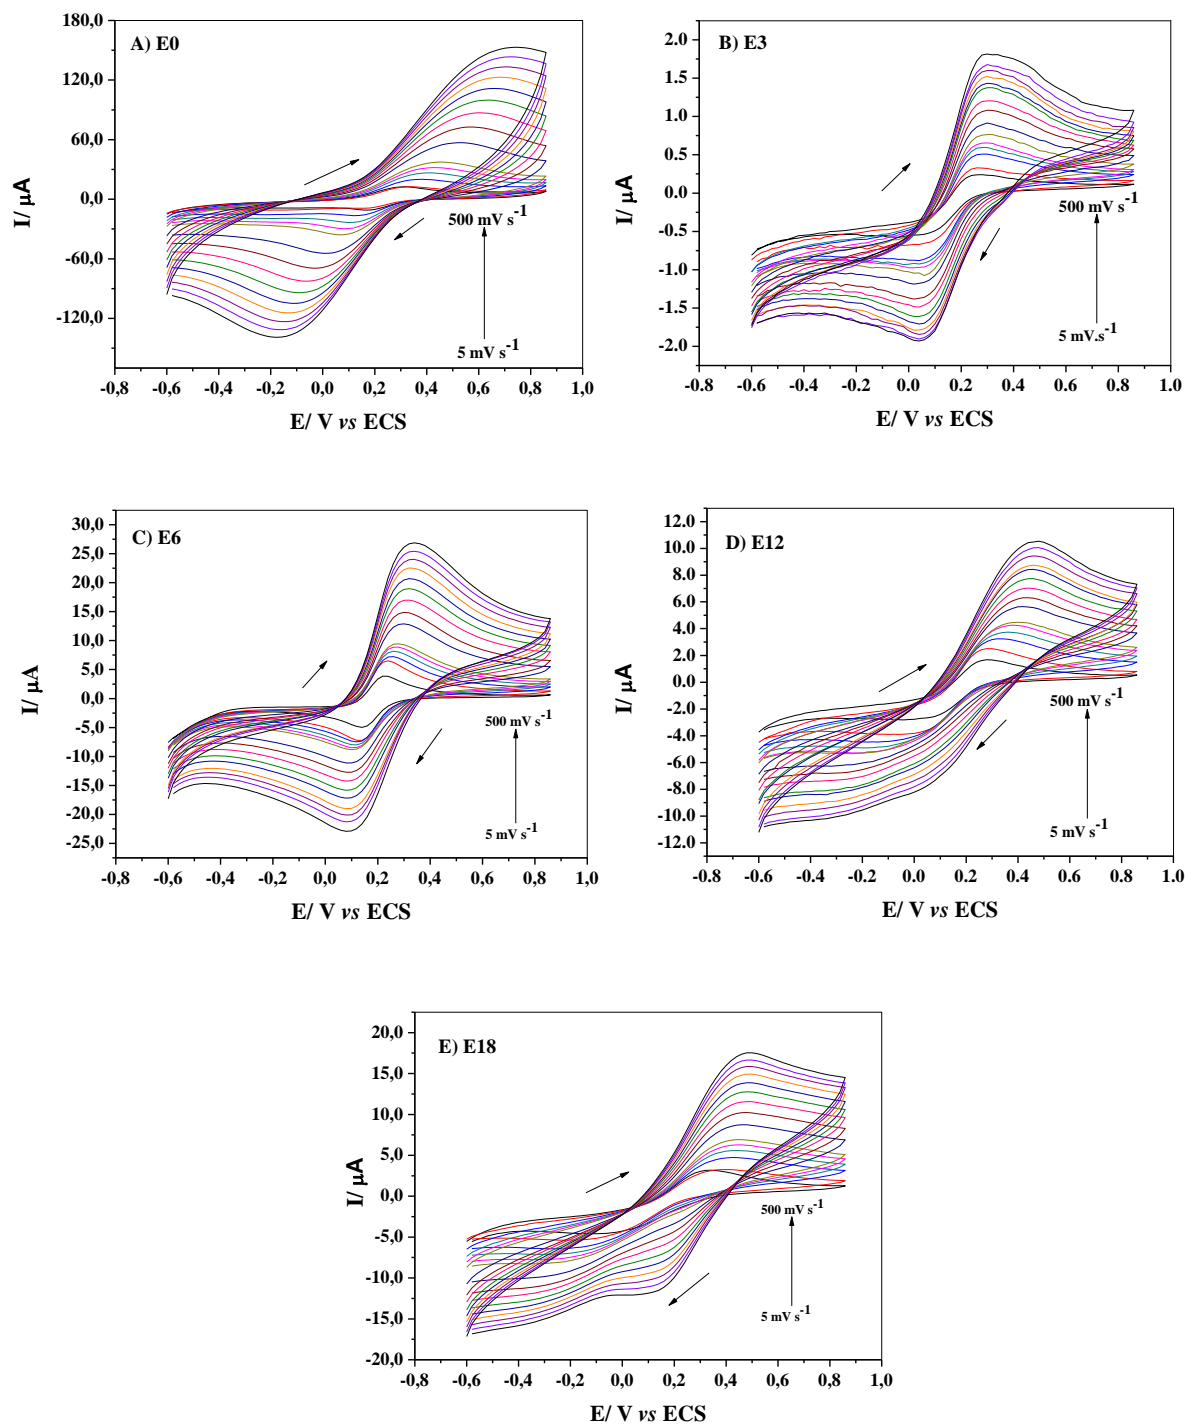 A) E0
180,0
120,0
60,0
0,0
-60,0
-120,0
I/ µA
500 mV s-1
5 mV s-1
-0,8 -0,6 -0,4 -0,2 0,0 0,2 0,4 0,6 0,8 1,0
E/ V vs ECS
B) E3
2.0
1.5
1.0
0.5
0.0
-0.5
-1.0
-1.5
-2.0
I/ µA
500 mV s-1
5 mV.s-1
-0.8 -0.6 -0.4 -0.2 0.0 0.2 0.4 0.6 0.8 1.0
E/ V vs ECS
C) E6
30,0
25,0
20,0
15,0
10,0
5,0
0,0
-5,0
-10,0
-15,0
-20,0
-25,0
I/ µA
500 mV s-1
5 mV s-1
-0,8 -0,6 -0,4 -0,2 0,0 0,2 0,4 0,6 0,8 1,0
E/ V vs ECS
D) E12
12.0
10.0
8.0
6.0
4.0
2.0
0.0
-2.0
-4.0
-6.0
-8.0
-10.0
-12.0
I/ µA
500 mV s-1
5 mV s-1
-0.8 -0.6 -0.4 -0.2 0.0 0.2 0.4 0.6 0.8 1.0
E/ V vs ECS
E) E18
20,0
15,0
10,0
5,0
0,0
-5,0
-10,0
-15,0
-20,0
I/ µA
500 mV s-1
5 mV s-1
-0,8 -0,6 -0,4 -0,2 0,0 0,2 0,4 0,6 0,8 1,0
E/ V vs ECS